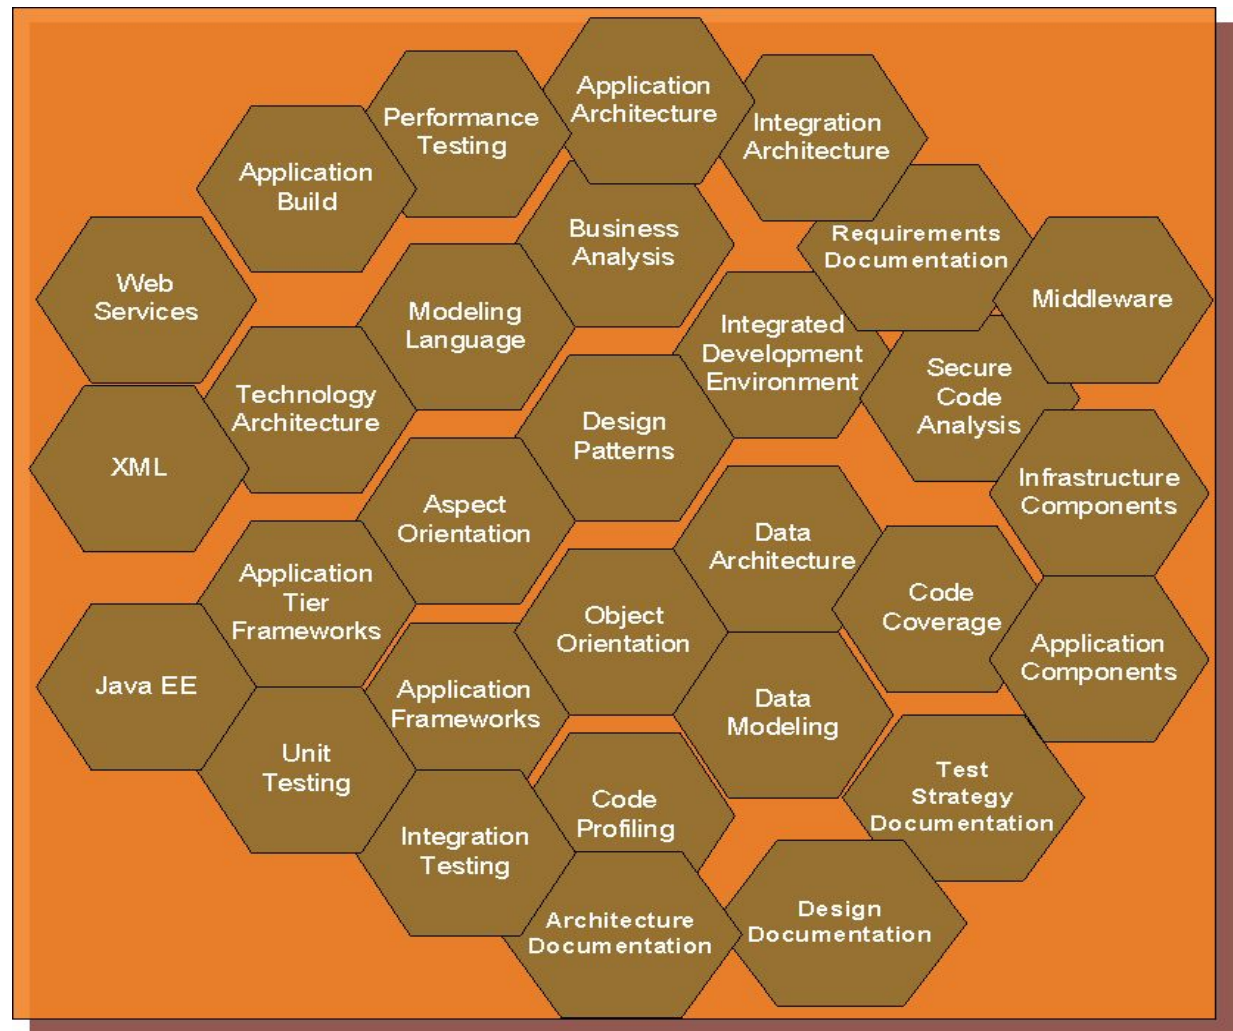 Application
Architecture
Performance
Testing
Integration
Architecture
Application
Build
Business
Analysis
Requirements
Documentation
Web
Services
Modeling
Language
Integrated
Development
Environment
Middleware
Technology
Architecture
Design
Patterns
Secure
Code
Analysis
XML
Aspect
Orientation
Data
Architecture
Infrastructure
Components
Application
Tier
Frameworks
Object
Orientation
Code
Coverage
Application
Components
Java EE
Application
Frameworks
Data
Modeling
Unit
Testing
Code
Profiling
Test
Strategy
Documentation
Integration
Testing
Architecture
Documentation
Design
Documentation